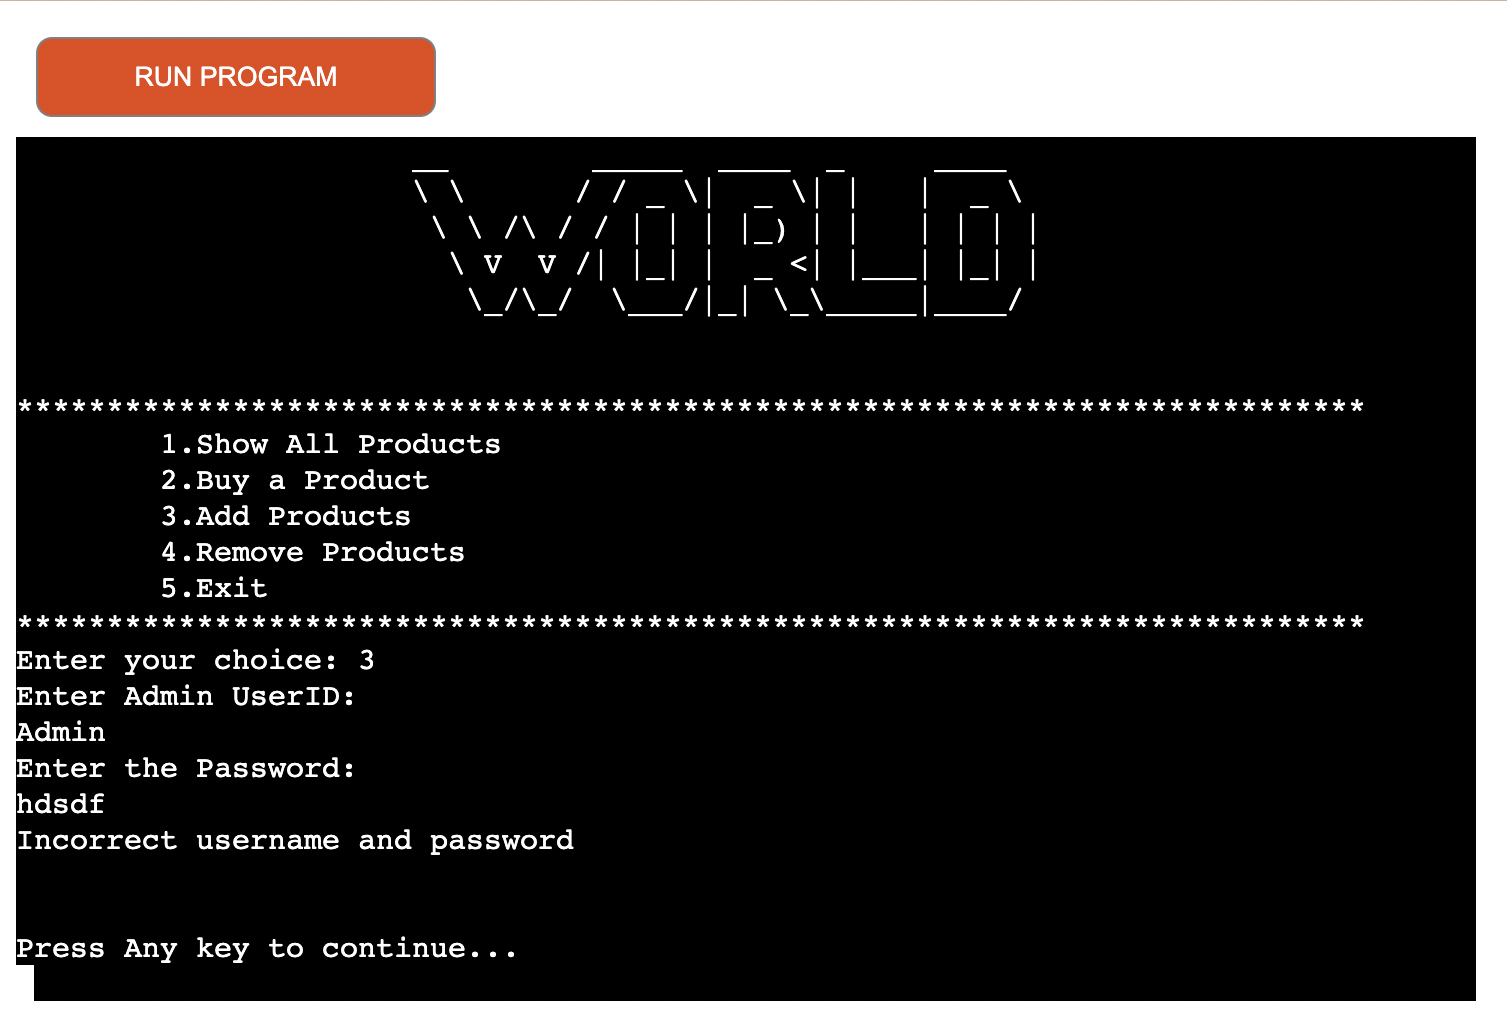 RUN PROGRAM
WORLD
***************************************************************************
1.Show All Products
2.Buy a Product
3.Add Products
4.Remove Products
5.Exit
***************************************************************************
Enter your choice: 3
Enter Admin UserID:
Admin
Enter the Password:
hdsdf
Incorrect username and password
Press Any key to continue...